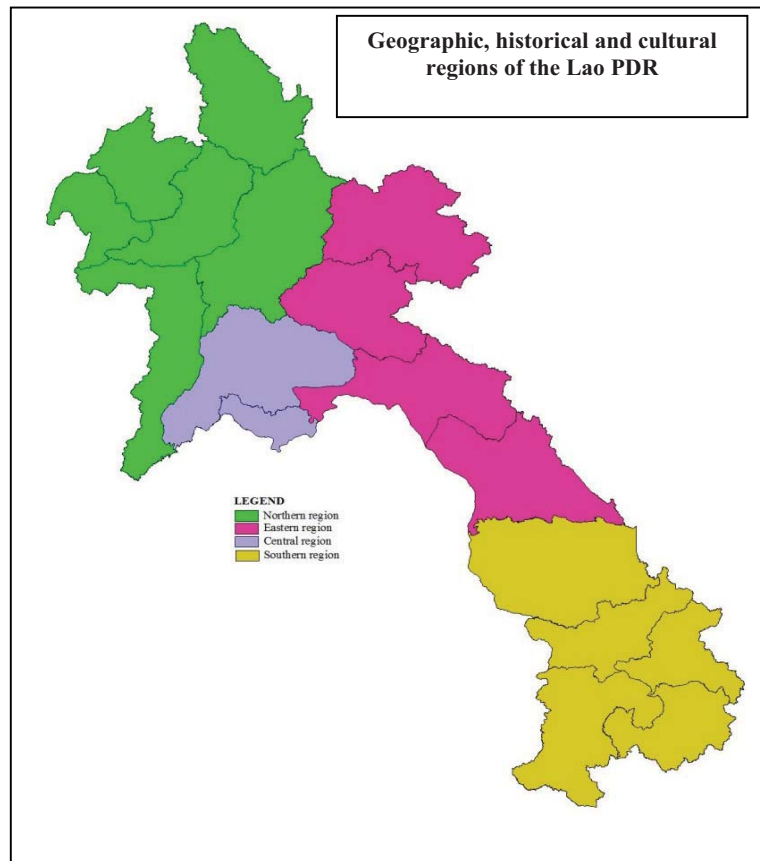 Geographic, historical and cultural
regions of the Lao PDR
LEGEND
Northern region
Eastern region
Central region
Southern region